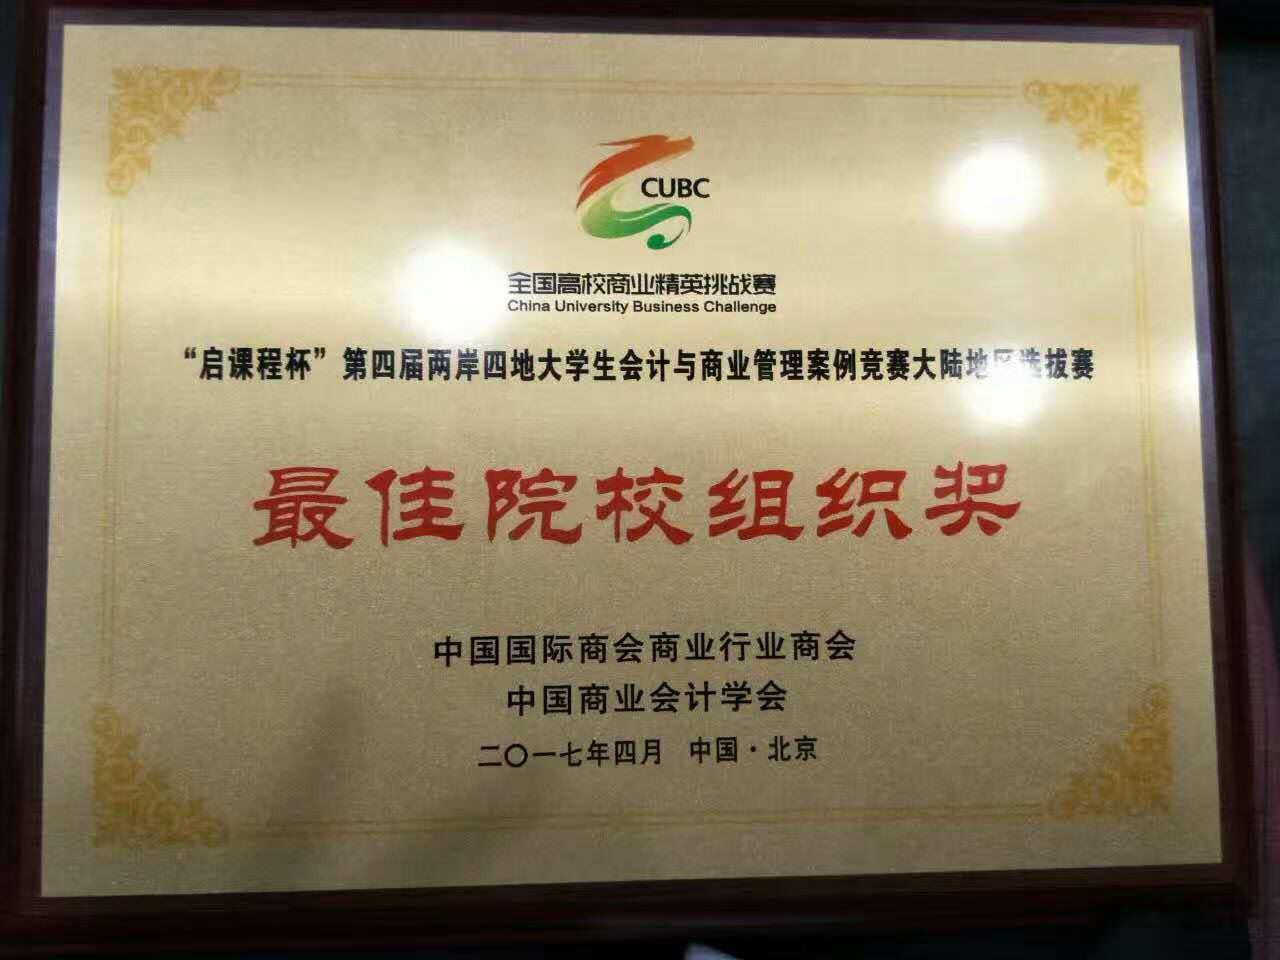 CUBC
全国高校商业精英挑战赛
China University Business Challenge
“启课程杯”第四届两岸四地大学生会计与商业管理案例竞赛大陆地区选拔赛
最佳院校组织奖
中国国际商会商业行业商会
中国商业会计学会
二〇一七年四月 中国·北京